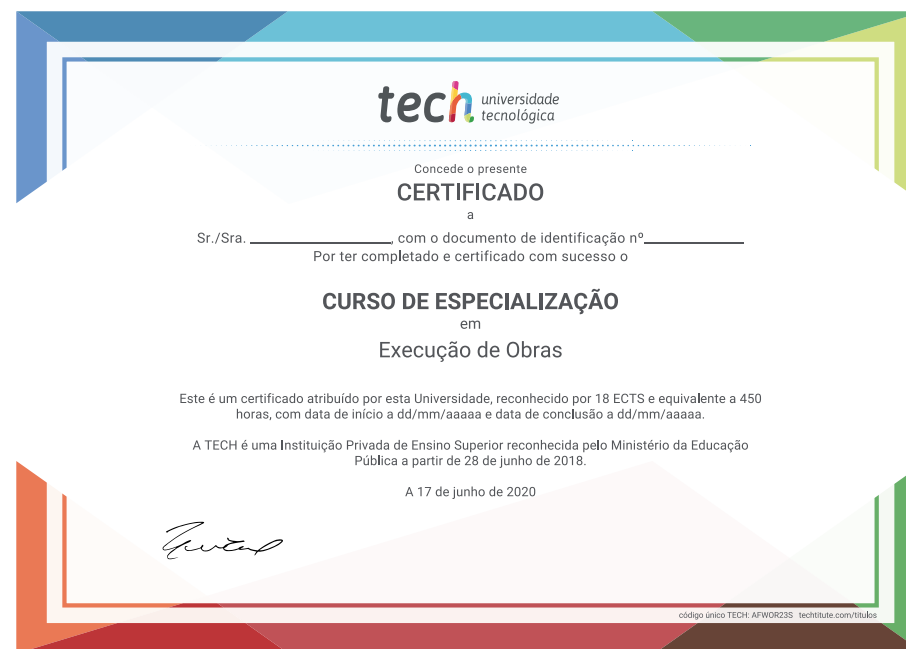 tech universidade
tecnológica
Concede o presente
CERTIFICADO
a
Sr./Sra. ________________, com o documento de identificação nº____________
Por ter completado e certificado com sucesso o
CURSO DE ESPECIALIZAÇÃO
em
Execução de Obras
Este é um certificado atribuído por esta Universidade, reconhecido por 18 ECTS e equivalente a 450
horas, com data de início a dd/mm/aaaaa e data de conclusão a dd/mm/aaaaa.
A TECH é uma Instituição Privada de Ensino Superior reconhecida pelo Ministério da Educação
Pública a partir de 28 de junho de 2018.
A 17 de junho de 2020
código único TECH: AFWOR23S techtitute.com/titulos